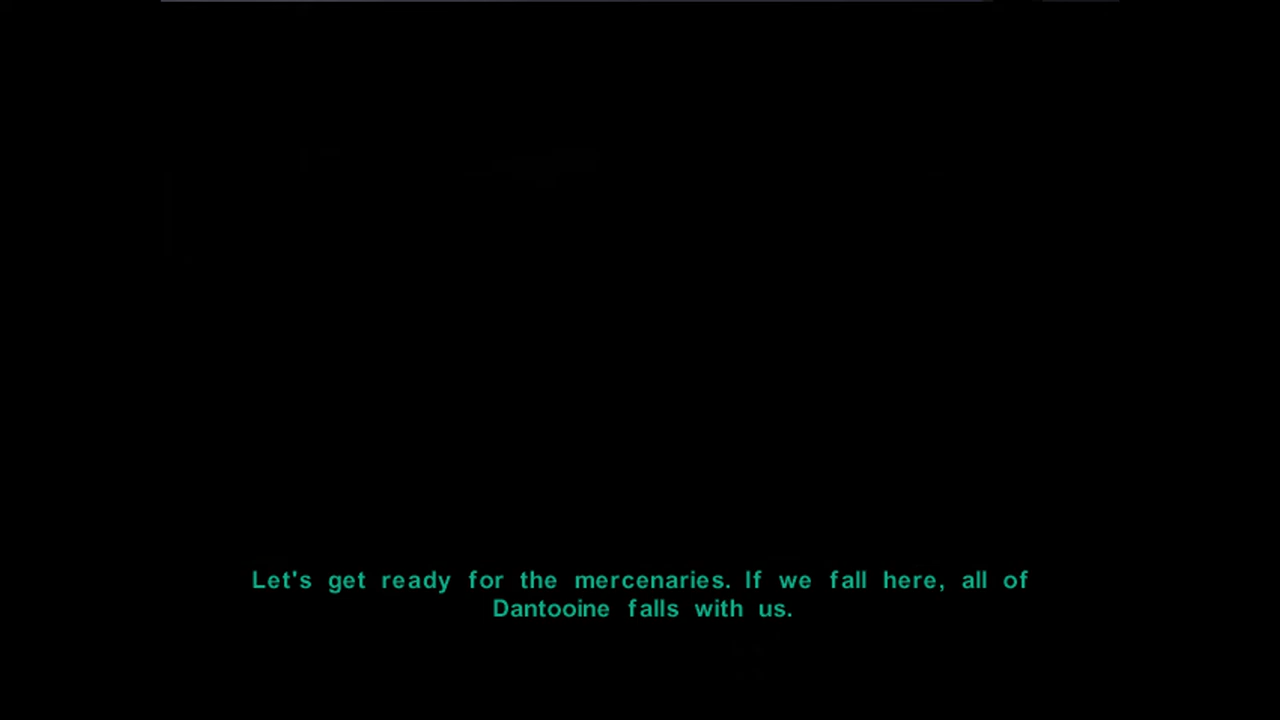 Let's get ready for the mercenaries. If we fall here, all of
Dantooine falls with us.